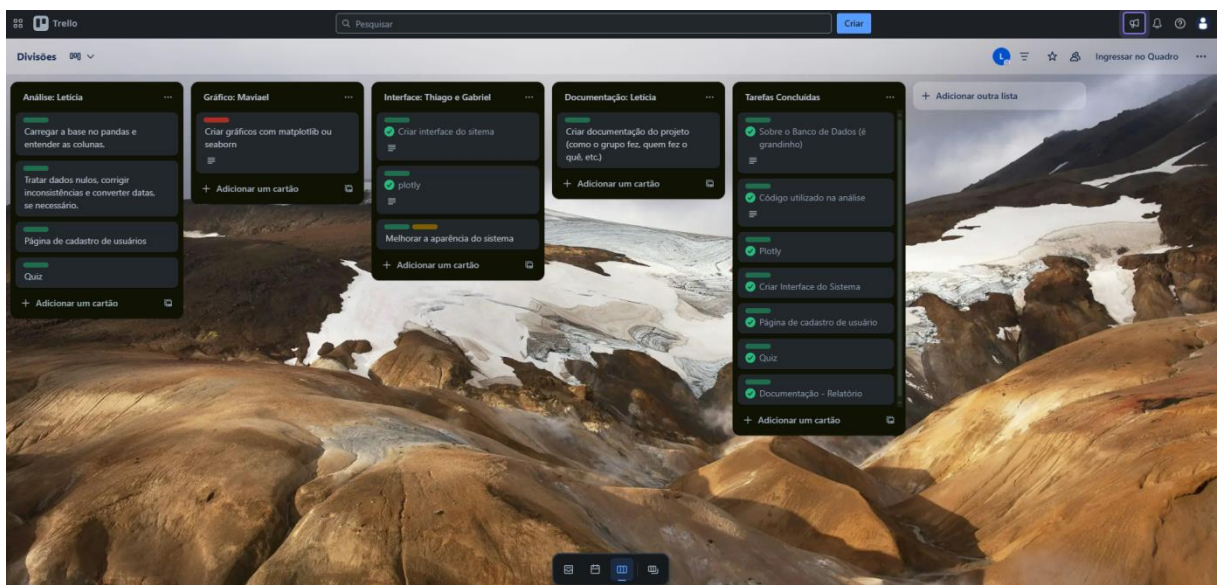 Trello
Pesquisar
Criar
Divisões
Ingressar no Quadro
Análise: Letícia
Carregar a base no pandas e
entender as colunas.
Tratar dados nulos, corrigir
inconsistências e converter datas,
se necessário.
Página de cadastro de usuários
Quiz
+ Adicionar um cartão
Gráfico: Maviael
Criar gráficos com matplotlib ou
seaborn
+ Adicionar um cartão
Interface: Thiago e Gabriel
Criar interface do sitema
plotly
Melhorar a aparência do sistema
+ Adicionar um cartão
Documentação: Letícia
Criar documentação do projeto
(como o grupo fez, quem fez o
quê, etc.)
+ Adicionar um cartão
Tarefas Concluídas
Sobre o Banco de Dados (é
grandinho)
Código utilizado na análise
Plotly
Criar Interface do Sistema
Página de cadastro de usuário
Quiz
Documentação - Relatório
+ Adicionar um cartão
+ Adicionar outra lista